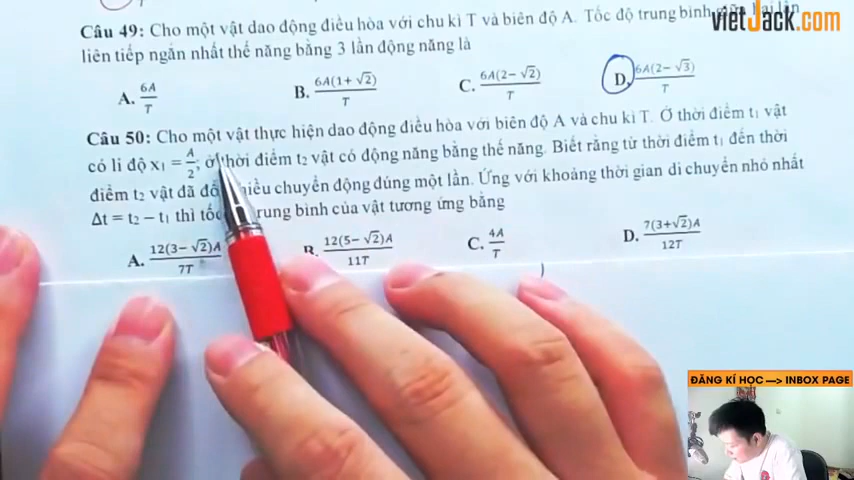 Câu 49: Cho một vật dao động điều hòa với chu kì T và biên độ A. Tốc độ trung bình
vietJack.com
liên tiếp ngắn nhất thế năng bằng 3 lần động năng là
A. 6A/T B. 6A(1+√2)/T C. 6A(2−√2)/T D. 6A(2−√3)/T
Câu 50: Cho một vật thực hiện dao động điều hòa với biên độ A và chu kì T. Ở thời điểm t₁ vật
có li độ x₁ = A/2; ở thời điểm t₂ vật có động năng bằng thế năng. Biết rằng từ thời điểm t₁ đến thời
điểm t₂ vật đã chuyển động đúng một lần. Ứng với khoảng thời gian di chuyển nhỏ nhất
Δt = t₂ − t₁ thì bình của vật tương ứng bằng
A. 12(3−√2)A/7T B. 12(5−√2)A/11T C. 4A/T D. 7(3+√2)A/12T
ĐĂNG KÍ HỌC —> INBOX PAGE